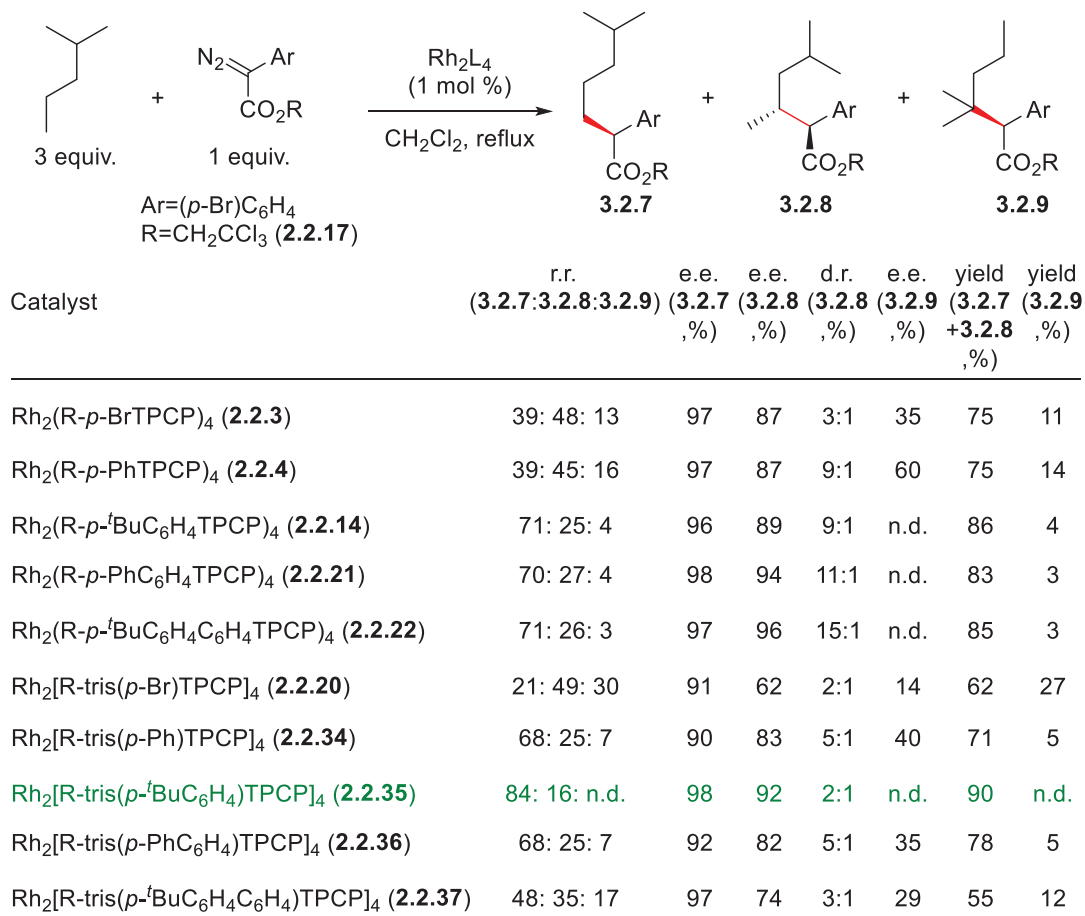 N2
Ar
CO2R
+
3 equiv.
1 equiv.
Ar=(p-Br)C6H4
R=CH2CCl3 (2.2.17)
Rh2L4
(1 mol %)
CH2Cl2, reflux
Ar
CO2R
3.2.7
+
Ar
CO2R
3.2.8
+
Ar
CO2R
3.2.9
Catalyst
r.r.
(3.2.7:3.2.8:3.2.9)
e.e.
(3.2.7
,%)
e.e.
(3.2.8
,%)
d.r.
(3.2.8
,%)
e.e.
(3.2.9
,%)
yield
(3.2.7
+3.2.8
,%)
yield
(3.2.9
,%)
Rh2(R-p-BrTPCP)4 (2.2.3) 39: 48: 13 97 87 3:1 35 75 11
Rh2(R-p-PhTPCP)4 (2.2.4) 39: 45: 16 97 87 9:1 60 75 14
Rh2(R-p-tBuC6H4TPCP)4 (2.2.14) 71: 25: 4 96 89 9:1 n.d. 86 4
Rh2(R-p-PhC6H4TPCP)4 (2.2.21) 70: 27: 4 98 94 11:1 n.d. 83 3
Rh2(R-p-tBuC6H4C6H4TPCP)4 (2.2.22) 71: 26: 3 97 96 15:1 n.d. 85 3
Rh2[R-tris(p-Br)TPCP]4 (2.2.20) 21: 49: 30 91 62 2:1 14 62 27
Rh2[R-tris(p-Ph)TPCP]4 (2.2.34) 68: 25: 7 90 83 5:1 40 71 5
Rh2[R-tris(p-tBuC6H4)TPCP]4 (2.2.35) 84: 16: n.d. 98 92 2:1 n.d. 90 n.d.
Rh2[R-tris(p-PhC6H4)TPCP]4 (2.2.36) 68: 25: 7 92 82 5:1 35 78 5
Rh2[R-tris(p-tBuC6H4C6H4)TPCP]4 (2.2.37) 48: 35: 17 97 74 3:1 29 55 12